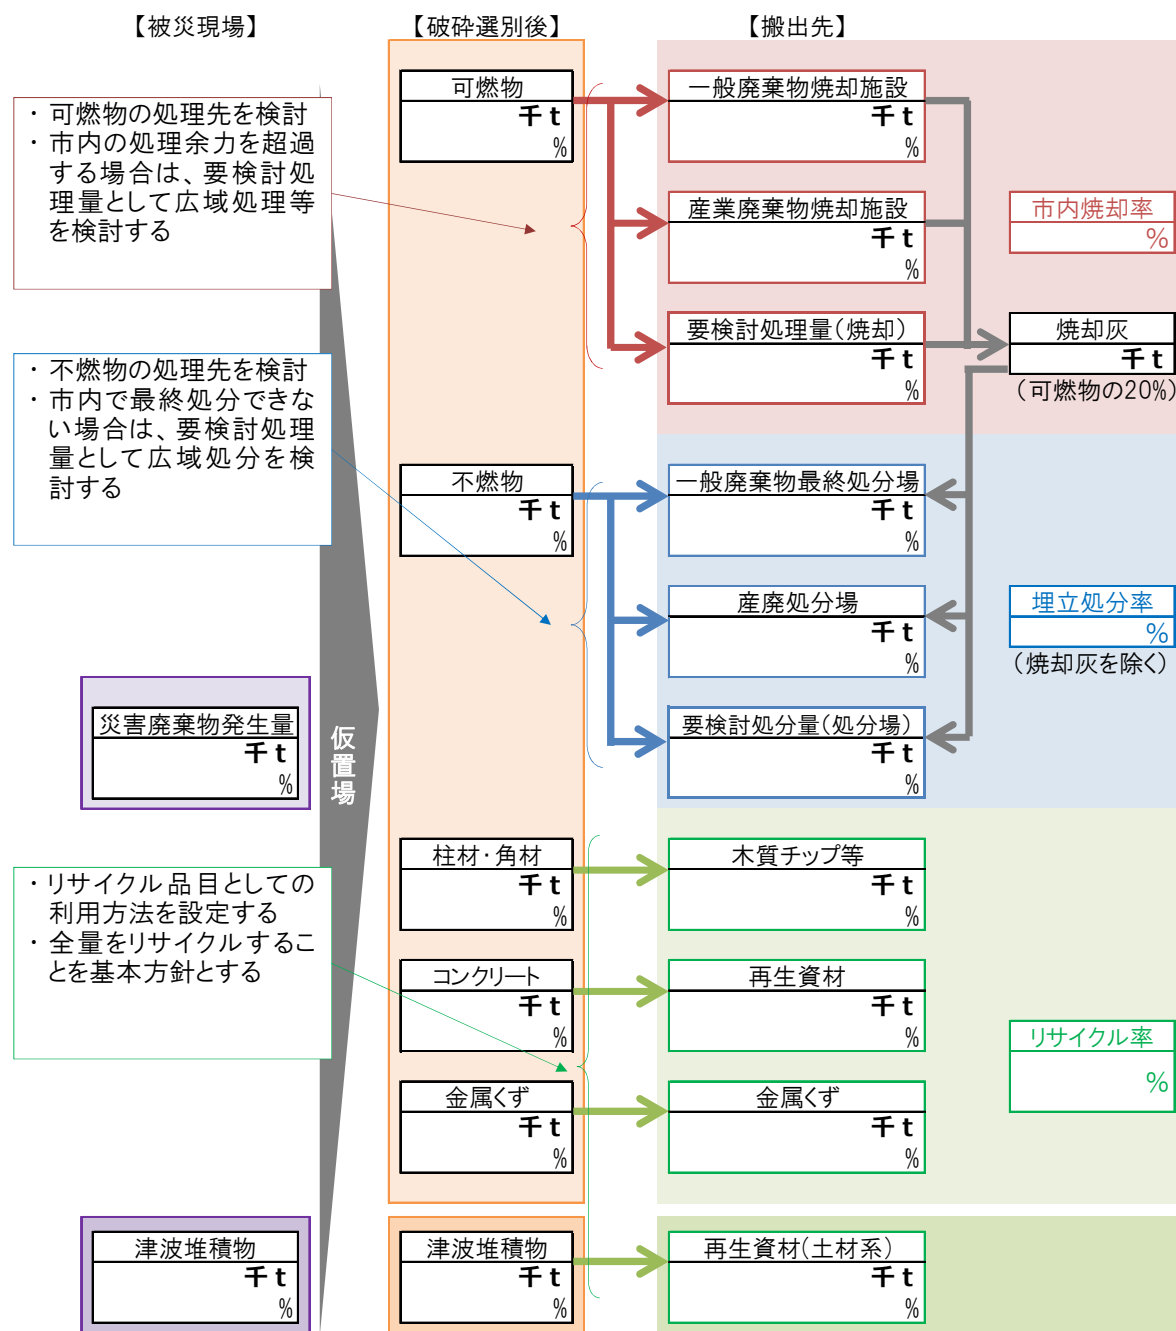 【被災現場】
【破砕選別後】
【搬出先】
・可燃物の処理先を検討
・市内の処理余力を超過
する場合は、要検討処
理量として広域処理等
を検討する
・不燃物の処理先を検討
・市内で最終処分できな
い場合は、要検討処理
量として広域処分を検
討する
災害廃棄物発生量
千t
%
・リサイクル品目としての
利用方法を設定する
・全量をリサイクルするこ
とを基本方針とする
津波堆積物
千t
%
仮置場
可燃物
千t
%
不燃物
千t
%
柱材・角材
千t
%
コンクリート
千t
%
金属くず
千t
%
津波堆積物
千t
%
一般廃棄物焼却施設
千t
%
産業廃棄物焼却施設
千t
%
要検討処理量（焼却）
千t
%
一般廃棄物最終処分場
千t
%
産廃処分場
千t
%
要検討処分量（処分場）
千t
%
木質チップ等
千t
%
再生資材
千t
%
金属くず
千t
%
再生資材（土材系）
千t
%
市内焼却率
%
焼却灰
千t
（可燃物の20%）
埋立処分率
%
（焼却灰を除く）
リサイクル率
%